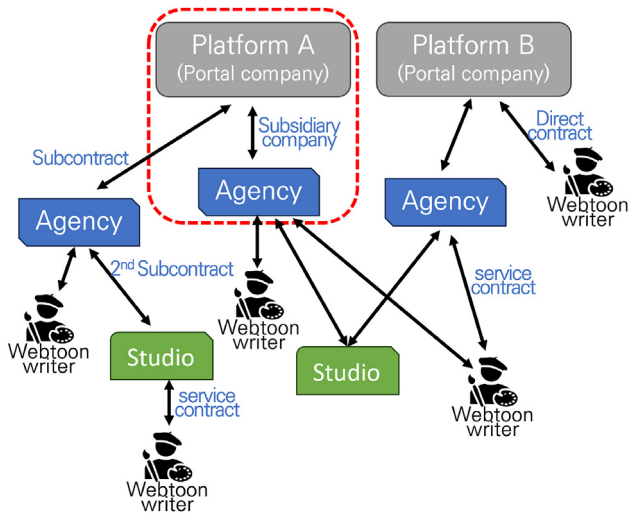 Platform A
(Portal company)
Platform B
(Portal company)
Subcontract
Subsidiary
company
Direct
contract
Webtoon
writer
Agency
Agency
Agency
2nd Subcontract
service
contract
Webtoon
writer
Webtoon
writer
Studio
Studio
service
contract
Webtoon
writer
Webtoon
writer